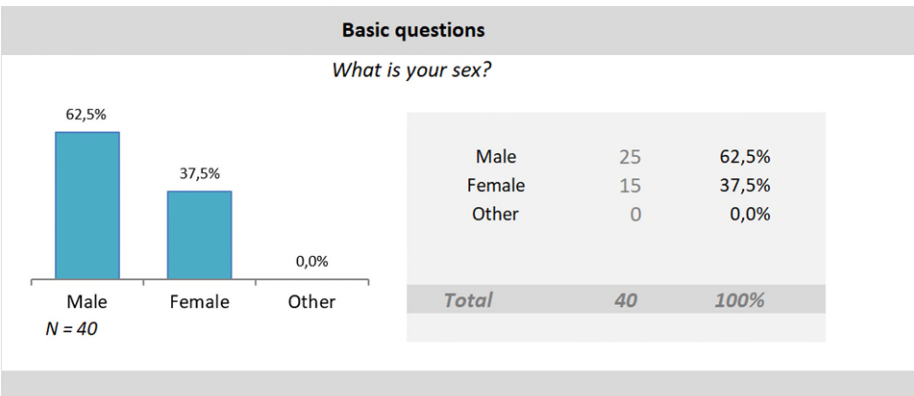 Basic questions
What is your sex?
62,5%
37,5%
0,0%
Male Female Other
N = 40
Male 25 62,5%
Female 15 37,5%
Other 0 0,0%
Total 40 100%